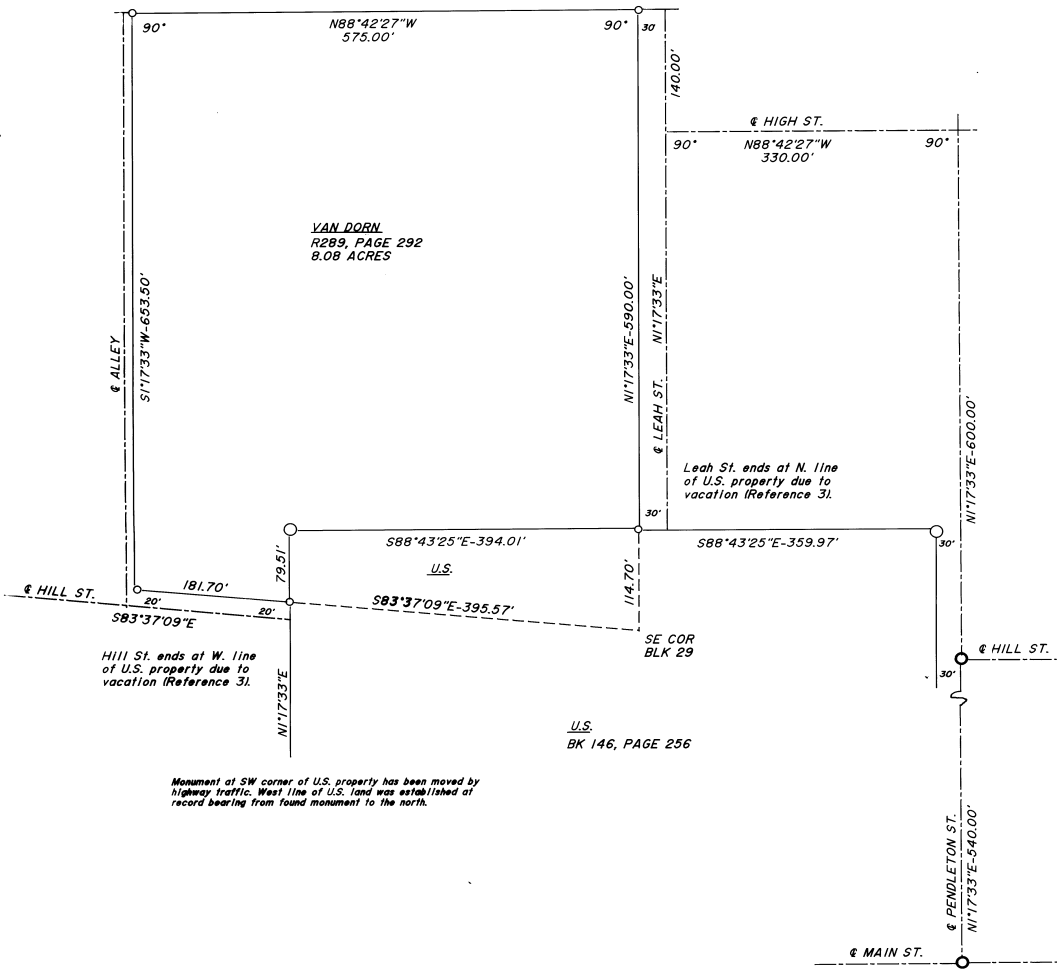 90°
N88°42'27"W
575.00'
90°
30
140.00'
℄ HIGH ST.
90°
N88°42'27"W
330.00'
90°
VAN DORN
R289, PAGE 292
8.08 ACRES
℄ ALLEY
S1°17'33"W-653.50'
N1°17'33"E-590.00'
℄ LEAH ST.    N1°17'33"E
N1°17'33"E-600.00'
Leah St. ends at N. line
of U.S. property due to
vacation (Reference 3).
30'
S88°43'25"E-394.01'
S88°43'25"E-359.97'
30'
79.51'
U.S.
114.70'
181.70'
℄ HILL ST.
20'
20'
S83°37'09"E-395.57'
S83°37'09"E
SE COR
BLK 29
℄ HILL ST.
30'
Hill St. ends at W. line
of U.S. property due to
vacation (Reference 3).
N1°17'33"E
U.S.
BK 146, PAGE 256
Monument at SW corner of U.S. property has been moved by
highway traffic. West line of U.S. land was established at
record bearing from found monument to the north.
℄ PENDLETON ST.
N1°17'33"E-540.00'
℄ MAIN ST.